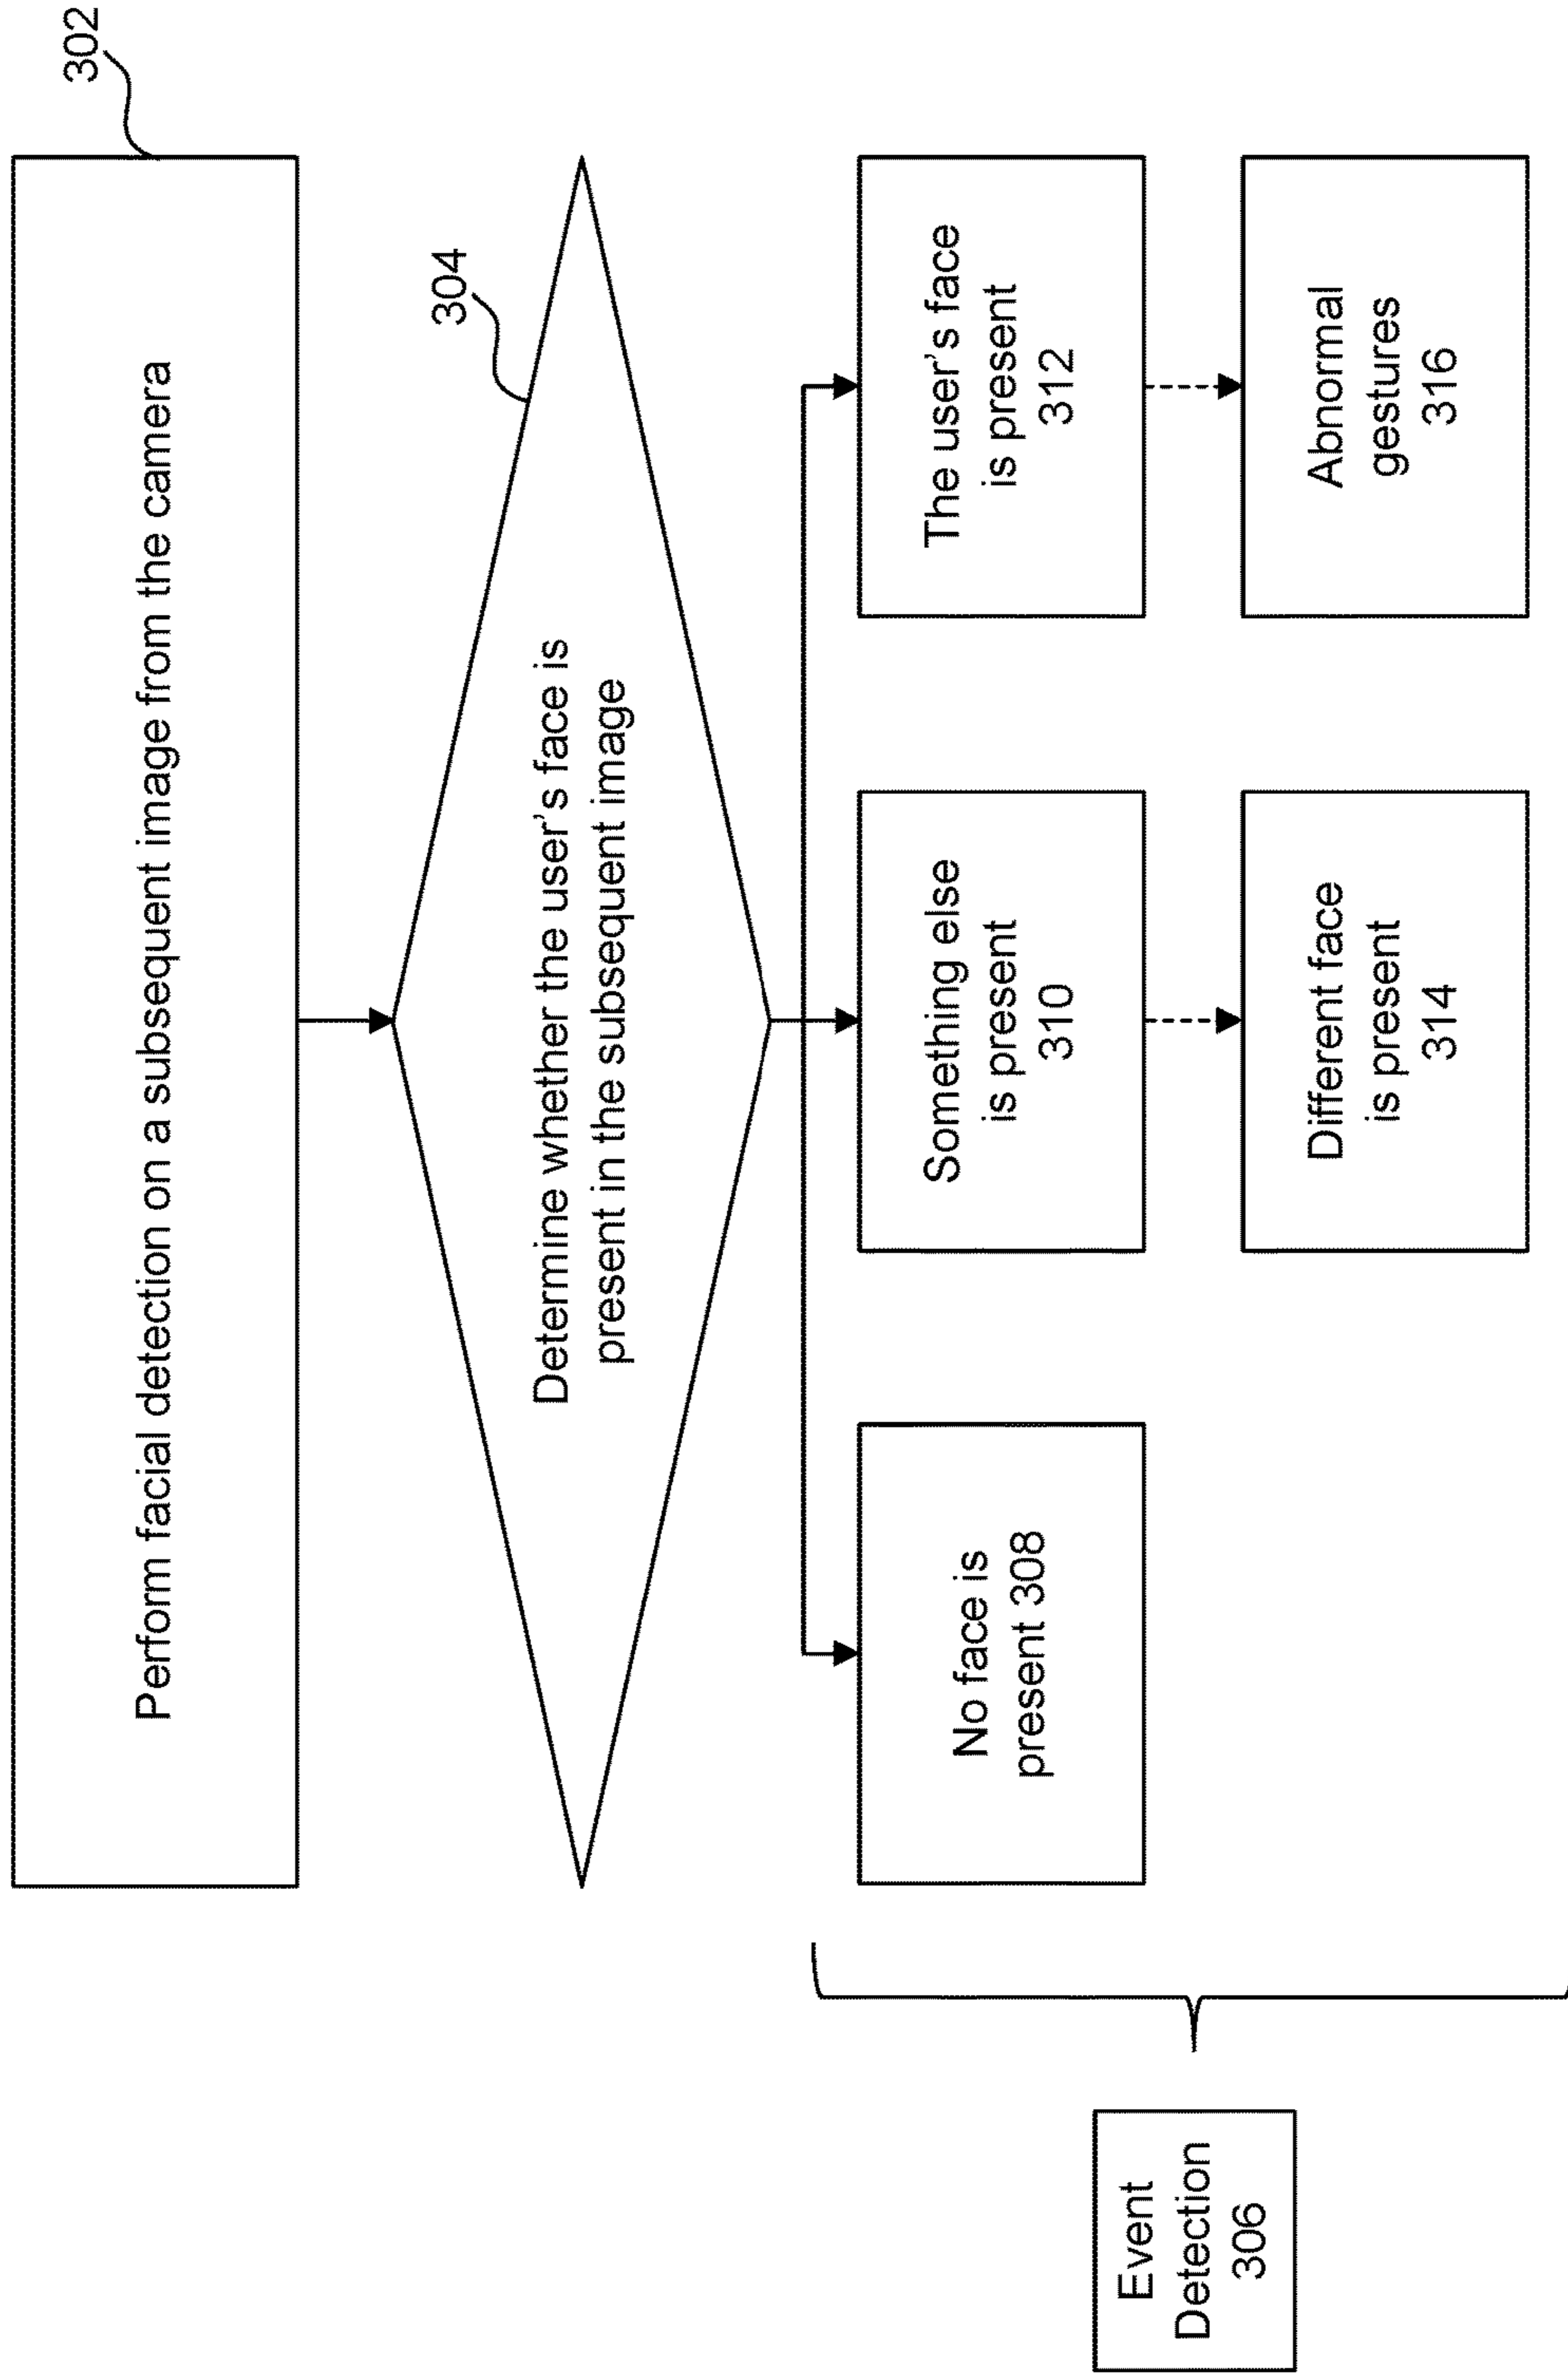 302
Perform facial detection on a subsequent image from the camera
304
Determine whether the user's face is
present in the subsequent image
Event
Detection
306
No face is
present 308
Something else
is present
310
The user's face
is present
312
Different face
is present
314
Abnormal
gestures
316